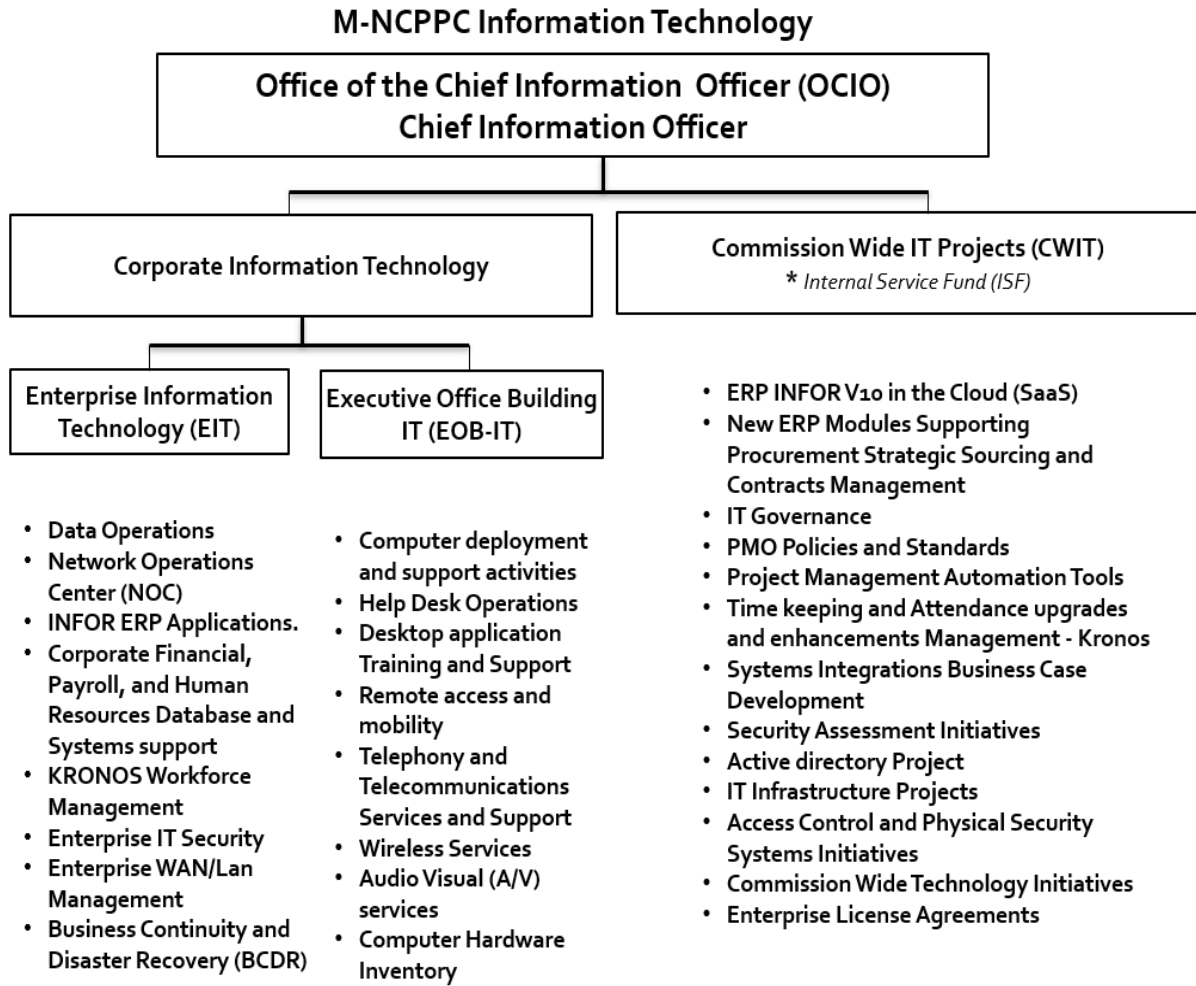 M-NCPPC Information Technology
Office of the Chief Information Officer (OCIO)
Chief Information Officer
Corporate Information Technology
Commission Wide IT Projects (CWIT)
* Internal Service Fund (ISF)
Enterprise Information
Technology (EIT)
Executive Office Building
IT (EOB-IT)
• Data Operations
• Network Operations
Center (NOC)
• INFOR ERP Applications.
• Corporate Financial,
Payroll, and Human
Resources Database and
Systems support
• KRONOS Workforce
Management
• Enterprise IT Security
• Enterprise WAN/Lan
Management
• Business Continuity and
Disaster Recovery (BCDR)
• Computer deployment
and support activities
• Help Desk Operations
• Desktop application
Training and Support
• Remote access and
mobility
• Telephony and
Telecommunications
Services and Support
• Wireless Services
• Audio Visual (A/V)
services
• Computer Hardware
Inventory
• ERP INFOR V10 in the Cloud (SaaS)
• New ERP Modules Supporting
Procurement Strategic Sourcing and
Contracts Management
• IT Governance
• PMO Policies and Standards
• Project Management Automation Tools
• Time keeping and Attendance upgrades
and enhancements Management - Kronos
• Systems Integrations Business Case
Development
• Security Assessment Initiatives
• Active directory Project
• IT Infrastructure Projects
• Access Control and Physical Security
Systems Initiatives
• Commission Wide Technology Initiatives
• Enterprise License Agreements